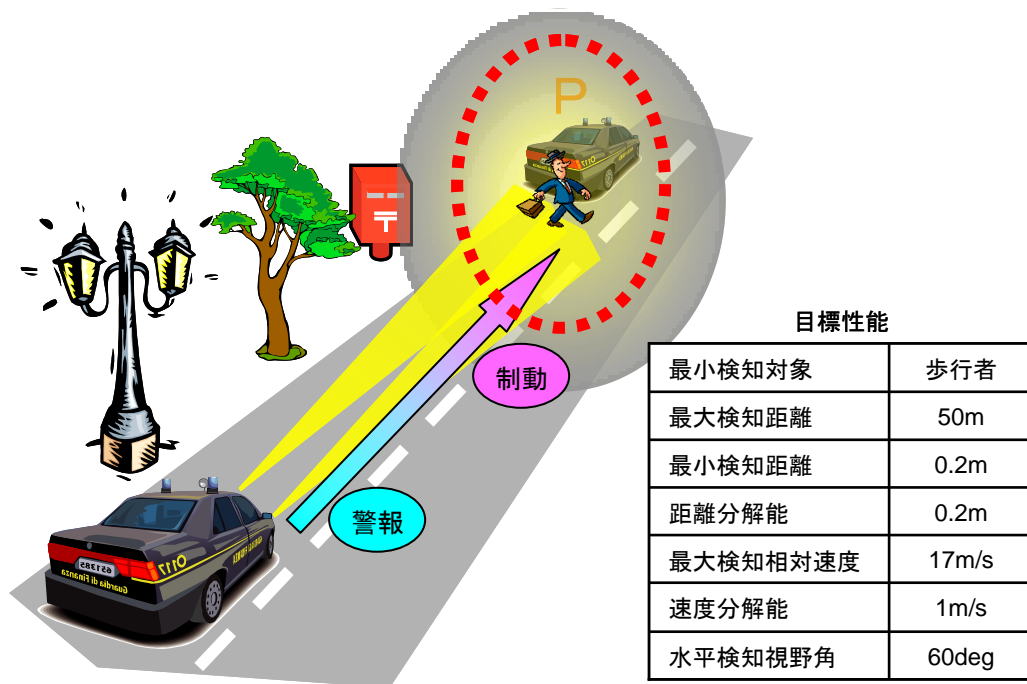 P
〒
制動
警報
目標性能
最小検知対象 歩行者
最大検知距離 50m
最小検知距離 0.2m
距離分解能 0.2m
最大検知相対速度 17m/s
速度分解能 1m/s
水平検知視野角 60deg